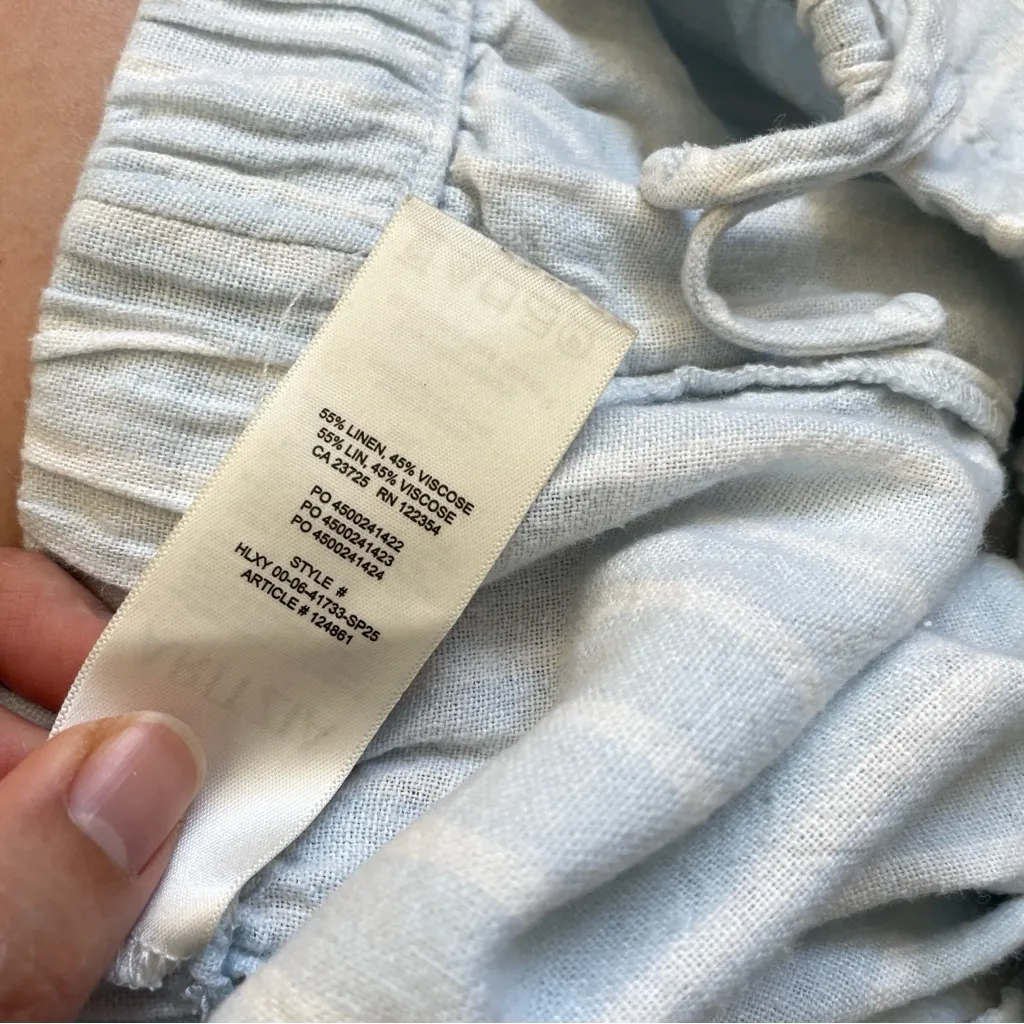 55% LINEN, 45% VISCOSE
55% LIN, 45% VISCOSE
CA 23725 RN 122354
PO 4500241422
PO 4500241423
PO 4500241424
STYLE #
HLXY 00-06-41733-SP25
ARTICLE # 124861